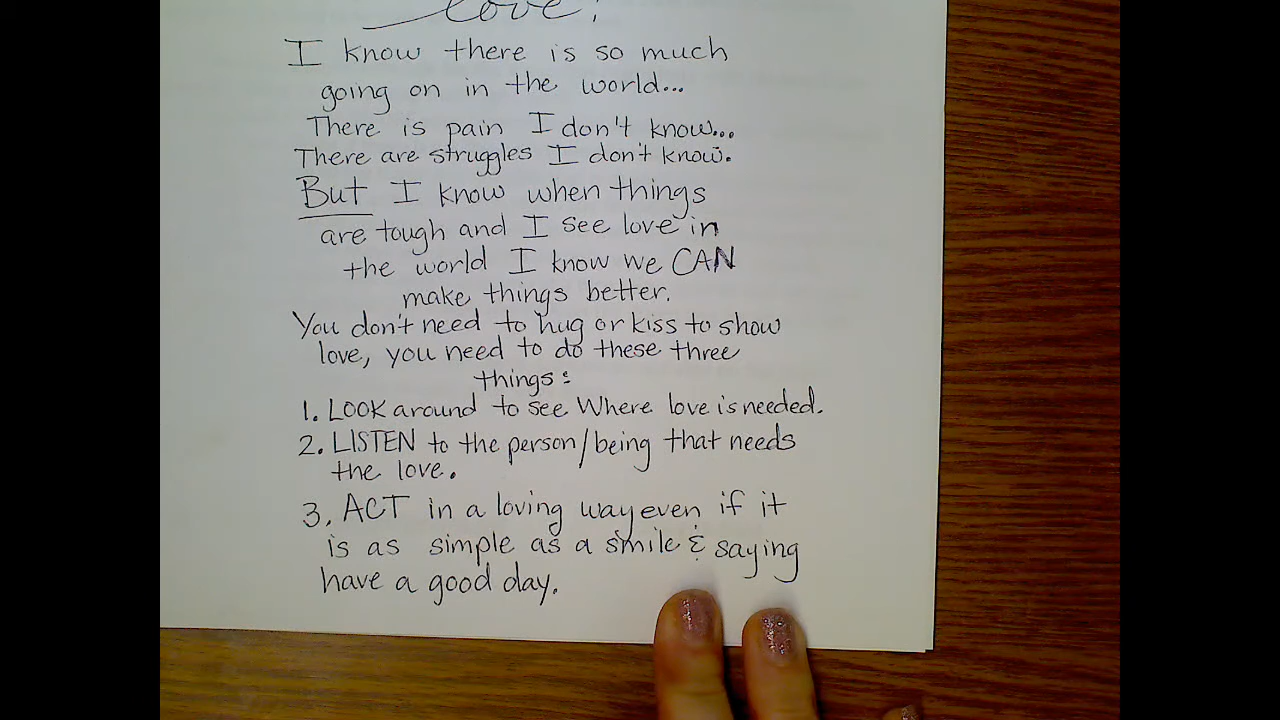 love!
I know there is so much
going on in the world...
There is pain I don't know...
There are struggles I don't know.
But I know when things
are tough and I see love in
the world I know we CAN
make things better.
You don't need to hug or kiss to show
love, you need to do these three
things:
1. LOOK around to see Where love is needed.
2. LISTEN to the person/being that needs
the love.
3. ACT in a loving way even if it
is as simple as a smile & saying
have a good day.